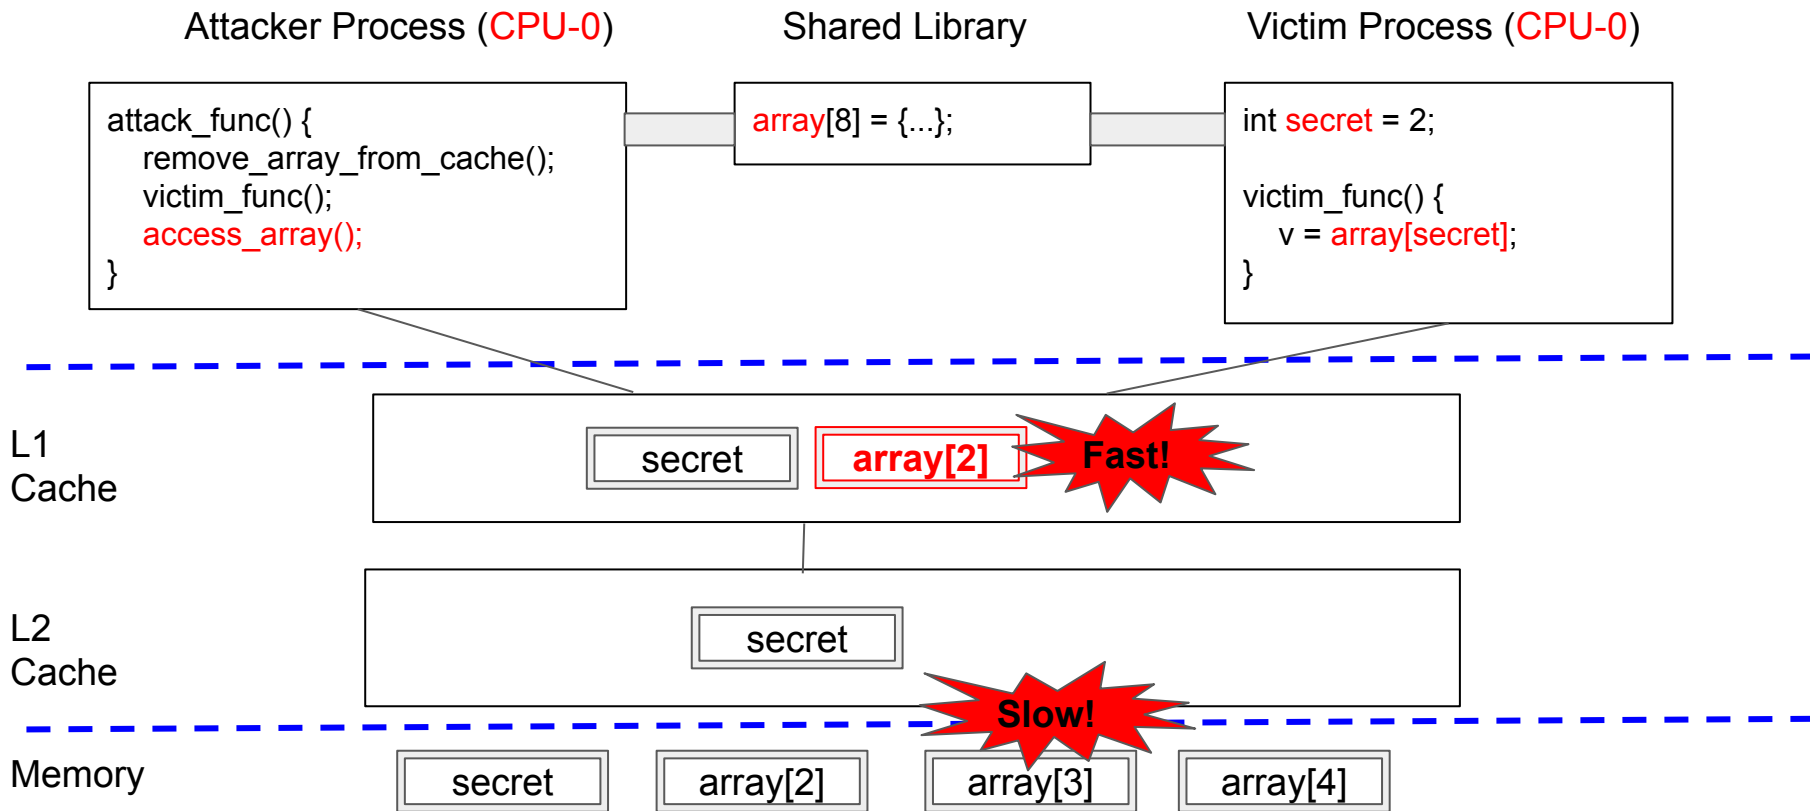 Attacker Process (CPU-0)
Shared Library
Victim Process (CPU-0)
attack_func() {
remove_array_from_cache();
victim_func();
access_array();
}
array[8] = {...};
int secret = 2;
victim_func() {
v = array[secret];
}
L1
Cache
secret
array[2]
Fast!
L2
Cache
secret
Slow!
Memory
secret
array[2]
array[3]
array[4]